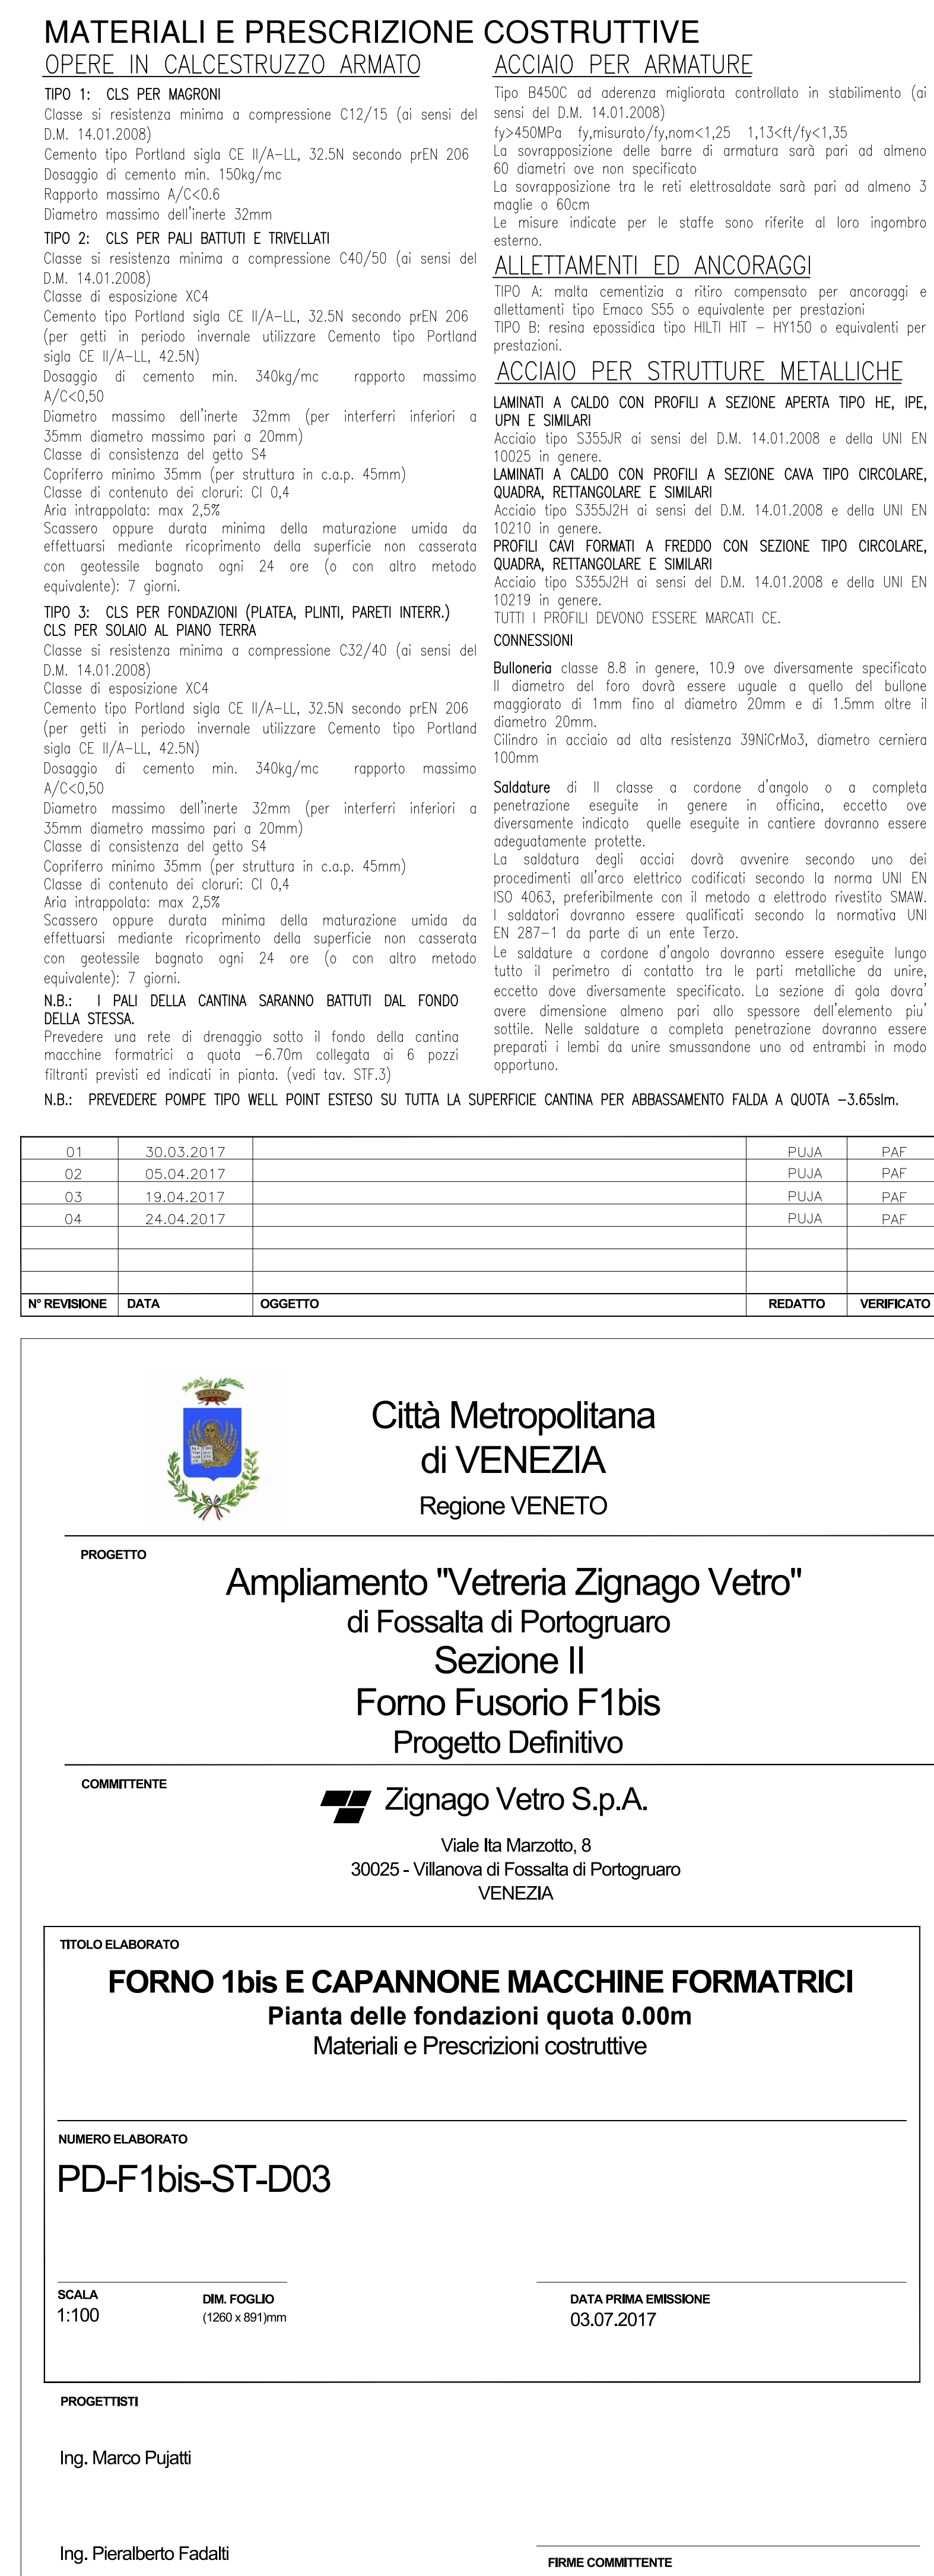 MATERIALI E PRESCRIZIONE COSTRUTTIVE
OPERE IN CALCESTRUZZO ARMATO
TIPO 1: CLS PER MAGRONI
Classe si resistenza minima a compressione C12/15 (ai sensi del
D.M. 14.01.2008)
Cemento tipo Portland sigla CE II/A-LL, 32.5N secondo prEN 206
Dosaggio di cemento min. 150kg/mc
Rapporto massimo A/C<0.6
Diametro massimo dell'inerte 32mm
TIPO 2: CLS PER PALI BATTUTI E TRIVELLATI
Classe si resistenza minima a compressione C40/50 (ai sensi del
D.M. 14.01.2008)
Classe di esposizione XC4
Cemento tipo Portland sigla CE II/A-LL, 32.5N secondo prEN 206
(per getti in periodo invernale utilizzare Cemento tipo Portland
sigla CE II/A-LL, 42.5N)
Dosaggio di cemento min. 340kg/mc rapporto massimo
A/C<0,50
Diametro massimo dell'inerte 32mm (per interferri inferiori a
35mm diametro massimo pari a 20mm)
Classe di consistenza del getto S4
Copriferro minimo 35mm (per struttura in c.a.p. 45mm)
Classe di contenuto dei cloruri: Cl 0,4
Aria intrappolata: max 2,5%
Scassero oppure durata minima della maturazione umida da
effettuarsi mediante ricoprimento della superficie non casserata
con geotessile bagnato ogni 24 ore (o con altro metodo
equivalente): 7 giorni.
TIPO 3: CLS PER FONDAZIONI (PLATEA, PLINTI, PARETI INTERR.)
CLS PER SOLAIO AL PIANO TERRA
Classe si resistenza minima a compressione C32/40 (ai sensi del
D.M. 14.01.2008)
Classe di esposizione XC4
Cemento tipo Portland sigla CE II/A-LL, 32.5N secondo prEN 206
(per getti in periodo invernale utilizzare Cemento tipo Portland
sigla CE II/A-LL, 42.5N)
Dosaggio di cemento min. 340kg/mc rapporto massimo
A/C<0,50
Diametro massimo dell'inerte 32mm (per interferri inferiori a
35mm diametro massimo pari a 20mm)
Classe di consistenza del getto S4
Copriferro minimo 35mm (per struttura in c.a.p. 45mm)
Classe di contenuto dei cloruri: Cl 0,4
Aria intrappolata: max 2,5%
Scassero oppure durata minima della maturazione umida da
effettuarsi mediante ricoprimento della superficie non casserata
con geotessile bagnato ogni 24 ore (o con altro metodo
equivalente): 7 giorni.
N.B.: I PALI DELLA CANTINA SARANNO BATTUTI DAL FONDO
DELLA STESSA.
Prevedere una rete di drenaggio sotto il fondo della cantina
macchine formatrici a quota -6.70m collegata ai 6 pozzi
filtranti previsti ed indicati in pianta. (vedi tav. STF.3)
ACCIAIO PER ARMATURE
Tipo B450C ad aderenza migliorata controllato in stabilimento (ai
sensi del D.M. 14.01.2008)
fy>450MPa fy,misurato/fy,nom<1,25 1,13<ft/fy<1,35
La sovrapposizione delle barre di armatura sarà pari ad almeno
60 diametri ove non specificato
La sovrapposizione tra le reti elettrosaldate sarà pari ad almeno 3
maglie o 60cm
Le misure indicate per le staffe sono riferite al loro ingombro
esterno.
ALLETTAMENTI ED ANCORAGGI
TIPO A: malta cementizia a ritiro compensato per ancoraggi e
allettamenti tipo Emaco S55 o equivalente per prestazioni
TIPO B: resina epossidica tipo HILTI HIT - HY150 o equivalenti per
prestazioni.
ACCIAIO PER STRUTTURE METALLICHE
LAMINATI A CALDO CON PROFILI A SEZIONE APERTA TIPO HE, IPE,
UPN E SIMILARI
Acciaio tipo S355JR ai sensi del D.M. 14.01.2008 e della UNI EN
10025 in genere.
LAMINATI A CALDO CON PROFILI A SEZIONE CAVA TIPO CIRCOLARE,
QUADRA, RETTANGOLARE E SIMILARI
Acciaio tipo S355J2H ai sensi del D.M. 14.01.2008 e della UNI EN
10210 in genere.
PROFILI CAVI FORMATI A FREDDO CON SEZIONE TIPO CIRCOLARE,
QUADRA, RETTANGOLARE E SIMILARI
Acciaio tipo S355J2H ai sensi del D.M. 14.01.2008 e della UNI EN
10219 in genere.
TUTTI I PROFILI DEVONO ESSERE MARCATI CE.
CONNESSIONI
Bulloneria classe 8.8 in genere, 10.9 ove diversamente specificato
Il diametro del foro dovrà essere uguale a quello del bullone
maggiorato di 1mm fino al diametro 20mm e di 1.5mm oltre il
diametro 20mm.
Cilindro in acciaio ad alta resistenza 39NiCrMo3, diametro cerniera
100mm
Saldature di II classe a cordone d'angolo o a completa
penetrazione eseguite in genere in officina, eccetto ove
diversamente indicato quelle eseguite in cantiere dovranno essere
adeguatamente protette.
La saldatura degli acciai dovrà avvenire secondo uno dei
procedimenti all'arco elettrico codificati secondo la norma UNI EN
ISO 4063, preferibilmente con il metodo a elettrodo rivestito SMAW.
I saldatori dovranno essere qualificati secondo la normativa UNI
EN 287-1 da parte di un ente Terzo.
Le saldature a cordone d'angolo dovranno essere eseguite lungo
tutto il perimetro di contatto tra le parti metalliche da unire,
eccetto dove diversamente specificato. La sezione di gola dovra'
avere dimensione almeno pari allo spessore dell'elemento piu'
sottile. Nelle saldature a completa penetrazione dovranno essere
preparati i lembi da unire smussandone uno od entrambi in modo
opportuno.
N.B.: PREVEDERE POMPE TIPO WELL POINT ESTESO SU TUTTA LA SUPERFICIE CANTINA PER ABBASSAMENTO FALDA A QUOTA -3.65slm.
01 30.03.2017 PUJA PAF
02 05.04.2017 PUJA PAF
03 19.04.2017 PUJA PAF
04 24.04.2017 PUJA PAF
N° REVISIONE DATA OGGETTO REDATTO VERIFICATO
Città Metropolitana
di VENEZIA
Regione VENETO
PROGETTO
Ampliamento "Vetreria Zignago Vetro"
di Fossalta di Portogruaro
Sezione II
Forno Fusorio F1bis
Progetto Definitivo
COMMITTENTE
Zignago Vetro S.p.A.
Viale Ita Marzotto, 8
30025 - Villanova di Fossalta di Portogruaro
VENEZIA
TITOLO ELABORATO
FORNO 1bis E CAPANNONE MACCHINE FORMATRICI
Pianta delle fondazioni quota 0.00m
Materiali e Prescrizioni costruttive
NUMERO ELABORATO
PD-F1bis-ST-D03
SCALA
1:100
DIM. FOGLIO
(1260 x 891)mm
DATA PRIMA EMISSIONE
03.07.2017
PROGETTISTI
Ing. Marco Pujatti
Ing. Pieralberto Fadalti
FIRME COMMITTENTE